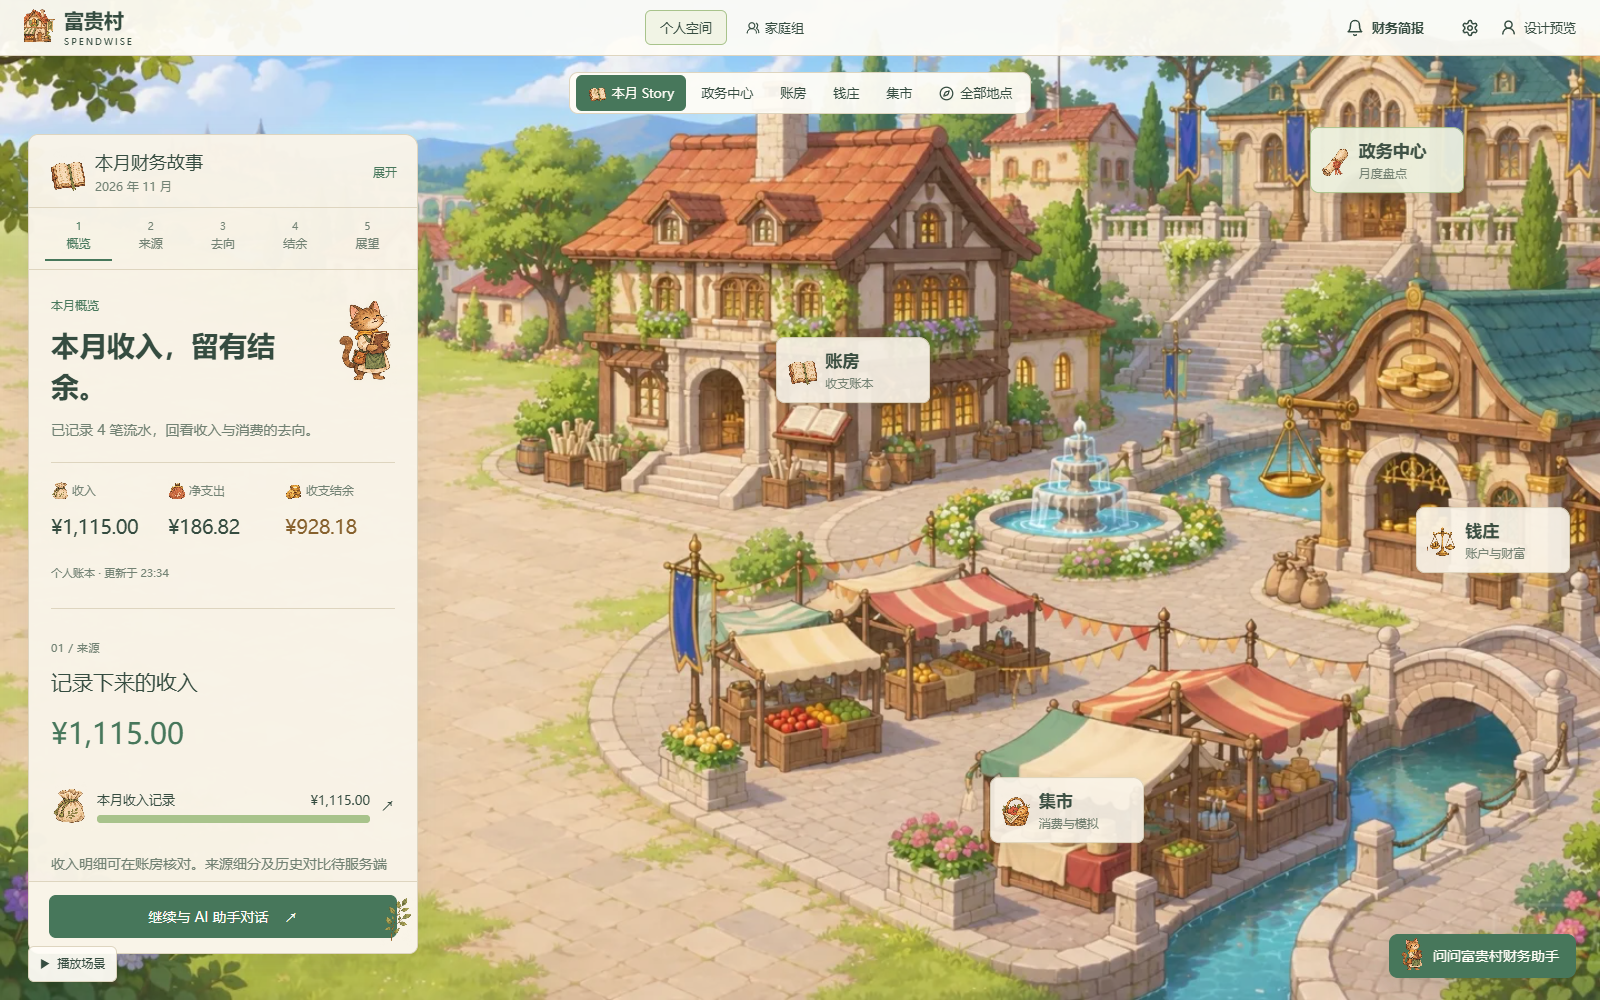 富贵村
SPENDWISE
个人空间
家庭组
财务简报
设计预览
本月 Story
政务中心
账房
钱庄
集市
全部地点
本月财务故事
2026 年 11 月
展开
1
概览
2
来源
3
去向
4
结余
5
展望
本月概览
本月收入，留有结
余。
已记录 4 笔流水，回看收入与消费的去向。
收入
¥1,115.00
净支出
¥186.82
收支结余
¥928.18
个人账本 · 更新于 23:34
01 / 来源
记录下来的收入
¥1,115.00
本月收入记录
¥1,115.00
收入明细可在账房核对。来源细分及历史对比待服务端
继续与 AI 助手对话
播放场景
政务中心
月度盘点
账房
收支账本
钱庄
账户与财富
集市
消费与模拟
问问富贵村财务助手